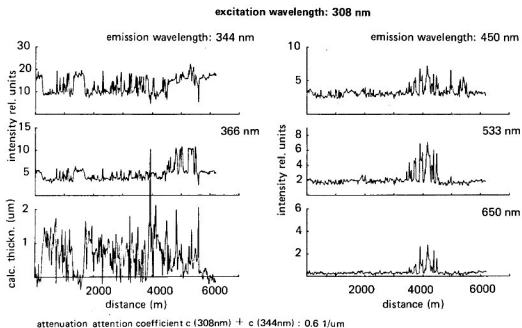 excitation wavelength: 308 nm
emission wavelength: 344 nm
30
20
10
intensity rel. units
366 nm
15
10
5
2
1
calc. thickn. (um)
2000 4000 6000
distance (m)
emission wavelength: 450 nm
10
5
2000 4000 6000
533 nm
8
6
4
2
intensity rel. units
650 nm
6
4
2
2000 4000 6000
distance (m)
attenuation attention coefficient c (308nm) + c (344nm) : 0.6 1/um